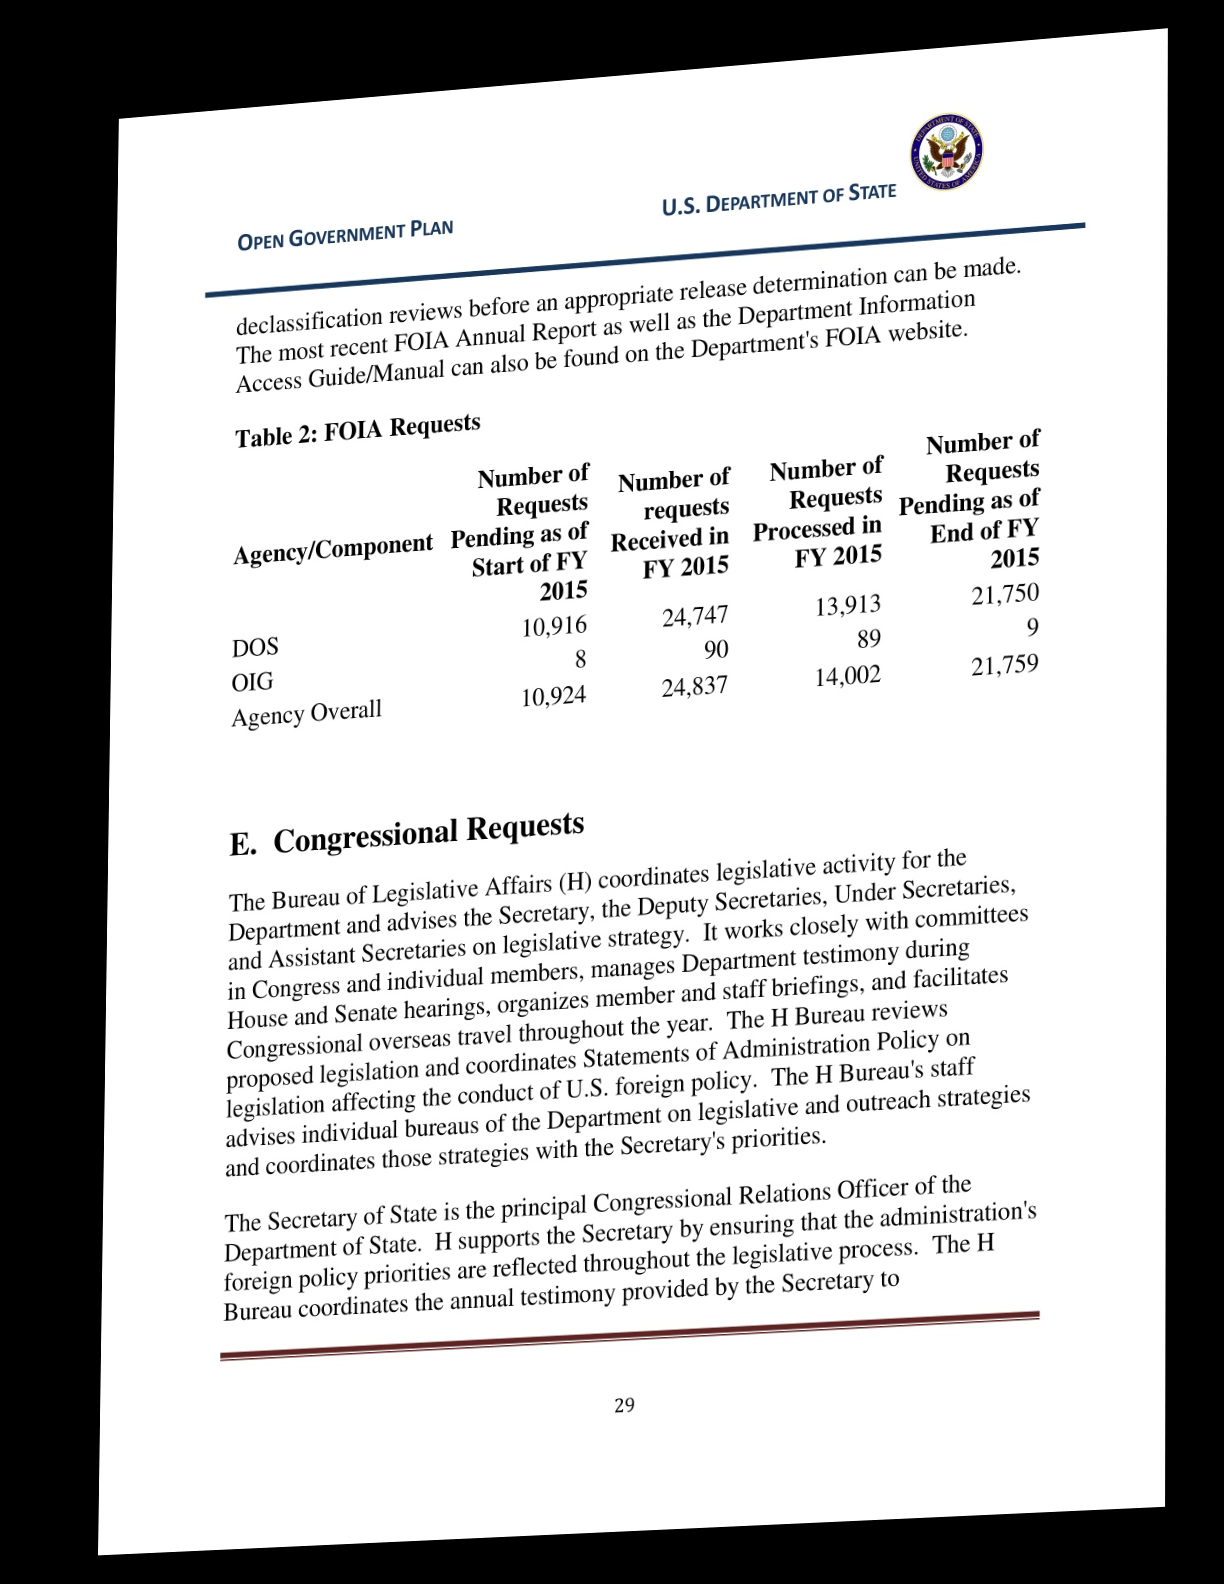 OPEN GOVERNMENT PLAN
U.S. DEPARTMENT OF STATE
DEPARTMENT OF STATE
UNITED STATES OF AMERICA
declassification reviews before an appropriate release determination can be made.
The most recent FOIA Annual Report as well as the Department Information
Access Guide/Manual can also be found on the Department's FOIA website.
Table 2: FOIA Requests
Agency/Component
Number of
Requests
Pending as of
Start of FY
2015
Number of
requests
Received in
FY 2015
Number of
Requests
Processed in
FY 2015
Number of
Requests
Pending as of
End of FY
2015
DOS 10,916 24,747 13,913 21,750
OIG 8 90 89 9
Agency Overall 10,924 24,837 14,002 21,759
E. Congressional Requests
The Bureau of Legislative Affairs (H) coordinates legislative activity for the
Department and advises the Secretary, the Deputy Secretaries, Under Secretaries,
and Assistant Secretaries on legislative strategy. It works closely with committees
in Congress and individual members, manages Department testimony during
House and Senate hearings, organizes member and staff briefings, and facilitates
Congressional overseas travel throughout the year. The H Bureau reviews
proposed legislation and coordinates Statements of Administration Policy on
legislation affecting the conduct of U.S. foreign policy. The H Bureau's staff
advises individual bureaus of the Department on legislative and outreach strategies
and coordinates those strategies with the Secretary's priorities.
The Secretary of State is the principal Congressional Relations Officer of the
Department of State. H supports the Secretary by ensuring that the administration's
foreign policy priorities are reflected throughout the legislative process. The H
Bureau coordinates the annual testimony provided by the Secretary to
29